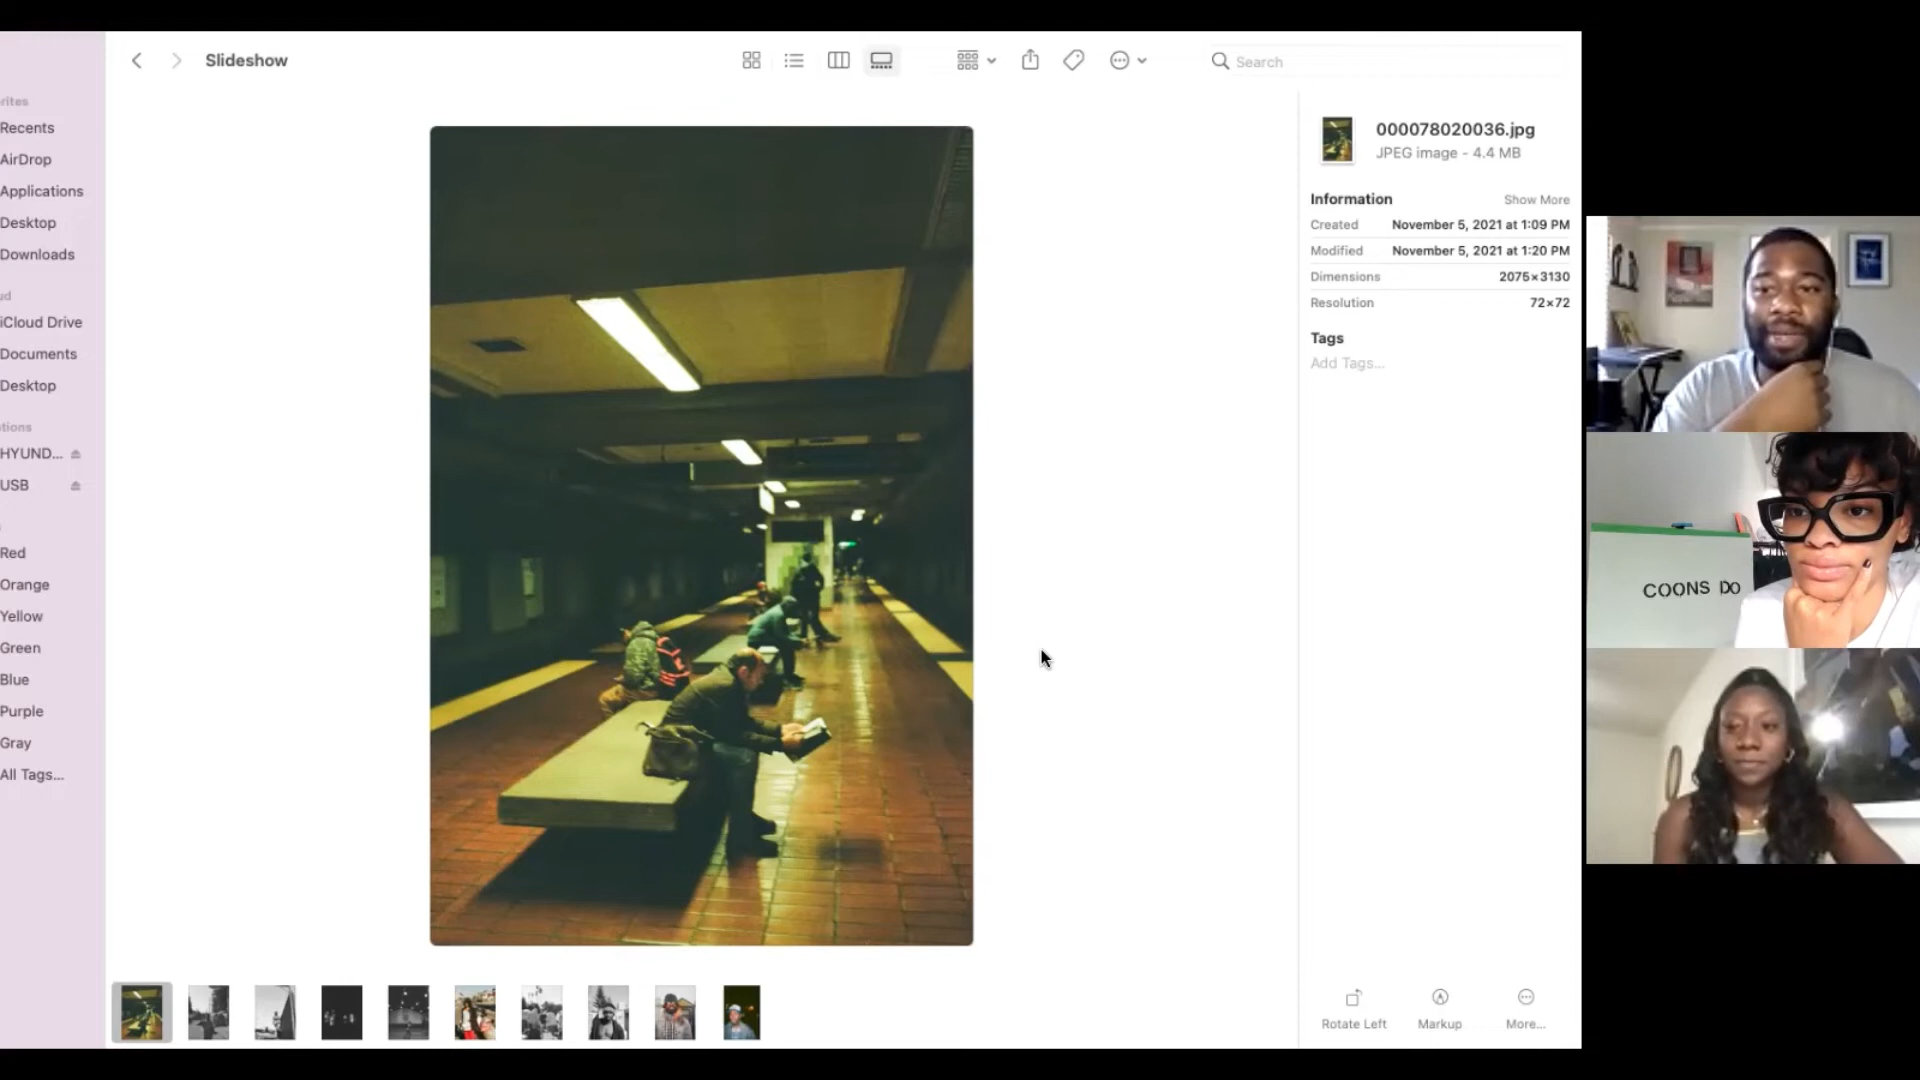 Slideshow
Search
rites
Recents
AirDrop
Applications
Desktop
Downloads
ud
iCloud Drive
Documents
Desktop
tions
HYUND...
USB
Red
Orange
Yellow
Green
Blue
Purple
Gray
All Tags...
000078020036.jpg
JPEG image - 4.4 MB
Information Show More
Created November 5, 2021 at 1:09 PM
Modified November 5, 2021 at 1:20 PM
Dimensions 2075×3130
Resolution 72×72
Tags
Add Tags...
Rotate Left
Markup
More...
COONS DO